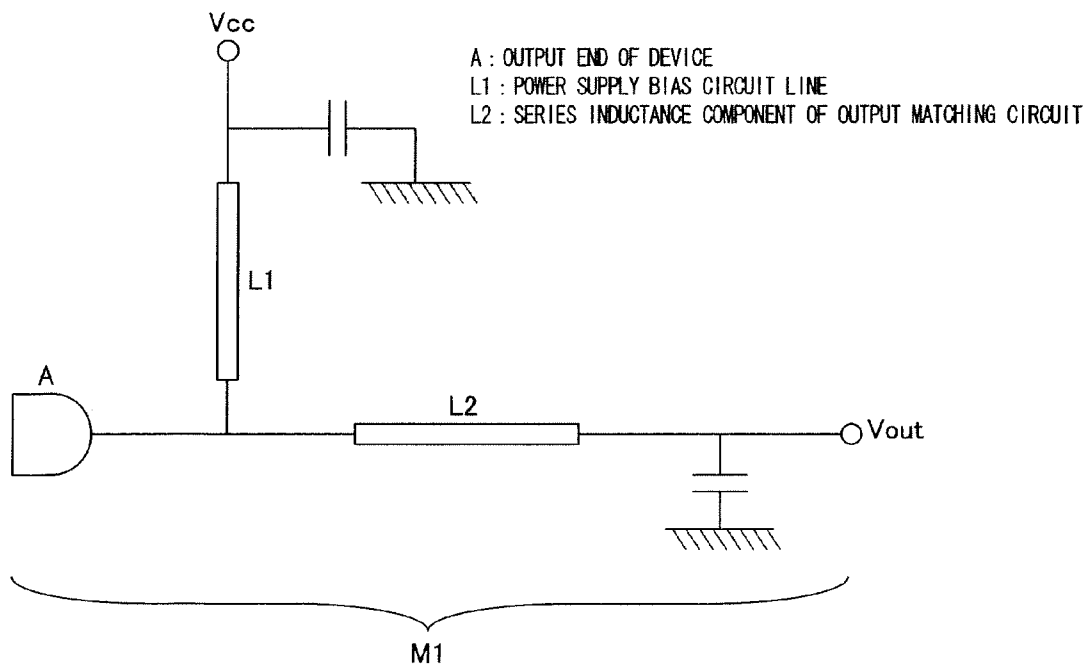 Vcc
A : OUTPUT END OF DEVICE
L1 : POWER SUPPLY BIAS CIRCUIT LINE
L2 : SERIES INDUCTANCE COMPONENT OF OUTPUT MATCHING CIRCUIT
L1
A
L2
Vout
M1